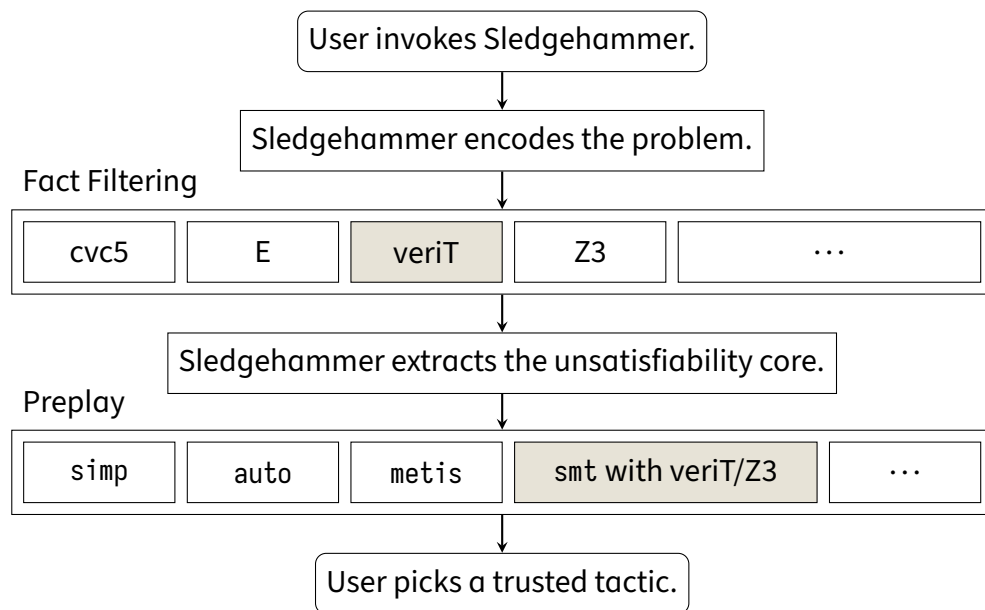 User invokes Sledgehammer.
Sledgehammer encodes the problem.
Fact Filtering
cvc5 E veriT Z3 ⋯
Sledgehammer extracts the unsatisfiability core.
Preplay
simp auto metis smt with veriT/Z3 ⋯
User picks a trusted tactic.